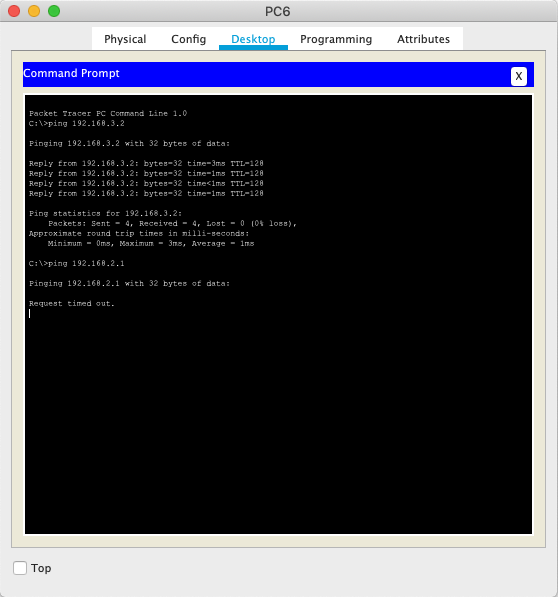 PC6
Physical Config Desktop Programming Attributes
Command Prompt
X
Packet Tracer PC Command Line 1.0
C:\>ping 192.168.3.2
Pinging 192.168.3.2 with 32 bytes of data:
Reply from 192.168.3.2: bytes=32 time=3ms TTL=128
Reply from 192.168.3.2: bytes=32 time=1ms TTL=128
Reply from 192.168.3.2: bytes=32 time<1ms TTL=128
Reply from 192.168.3.2: bytes=32 time=1ms TTL=128
Ping statistics for 192.168.3.2:
Packets: Sent = 4, Received = 4, Lost = 0 (0% loss),
Approximate round trip times in milli-seconds:
Minimum = 0ms, Maximum = 3ms, Average = 1ms
C:\>ping 192.168.2.1
Pinging 192.168.2.1 with 32 bytes of data:
Request timed out.
Top